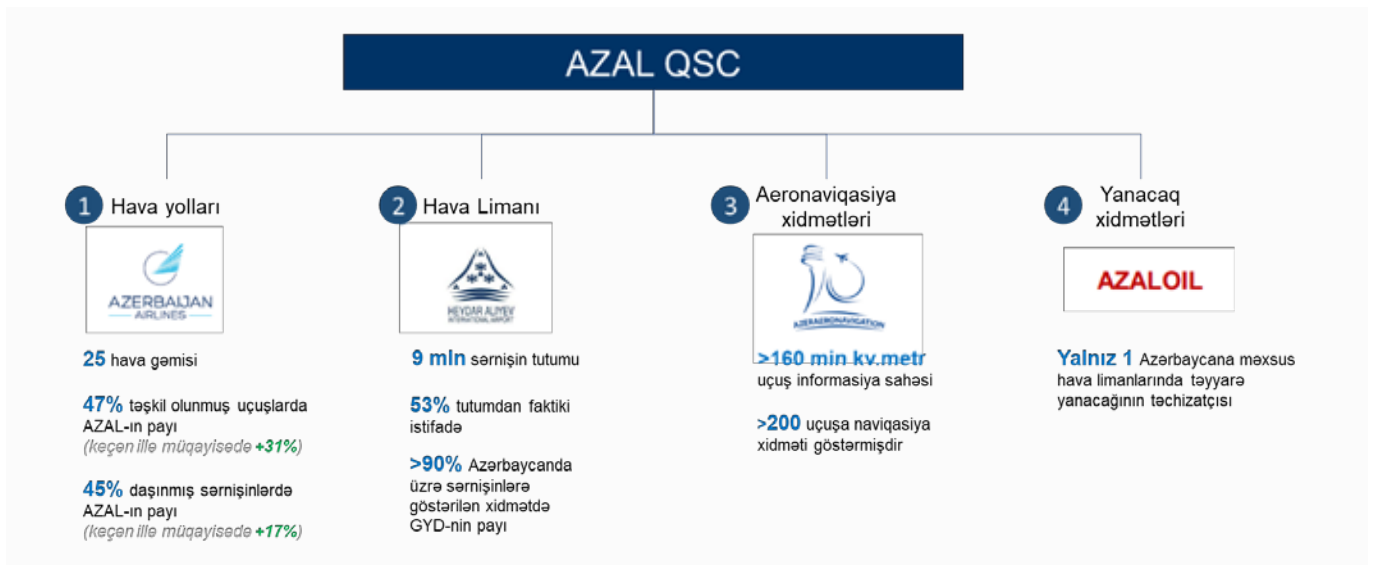 AZAL QSC
1
Hava yolları
AZERBAIJAN
AIRLINES
25 hava gəmisi
47% təşkil olunmuş uçuşlarda
AZAL-ın payı
(keçən illə müqayisədə +31%)
45% daşınmış sərnişinlərdə
AZAL-ın payı
(keçən illə müqayisədə +17%)
2
Hava Limanı
HEYDAR ALIYEV
INTERNATIONAL AIRPORT
9 mln sərnişin tutumu
53% tutumdan faktiki
istifadə
>90% Azərbaycanda
üzrə sərnişinlərə
göstərilən xidmətdə
GYD-nin payı
3
Aeronaviqasiya
xidmətləri
AZERAERONAVIGATION
>160 min kv.metr
uçuş informasiya sahəsi
>200 uçuşa naviqasiya
xidməti göstərmişdir
4
Yanacaq
xidmətləri
AZALOIL
Yalnız 1 Azərbaycana məxsus
hava limanlarında təyyarə
yanacağının təchizatçısı